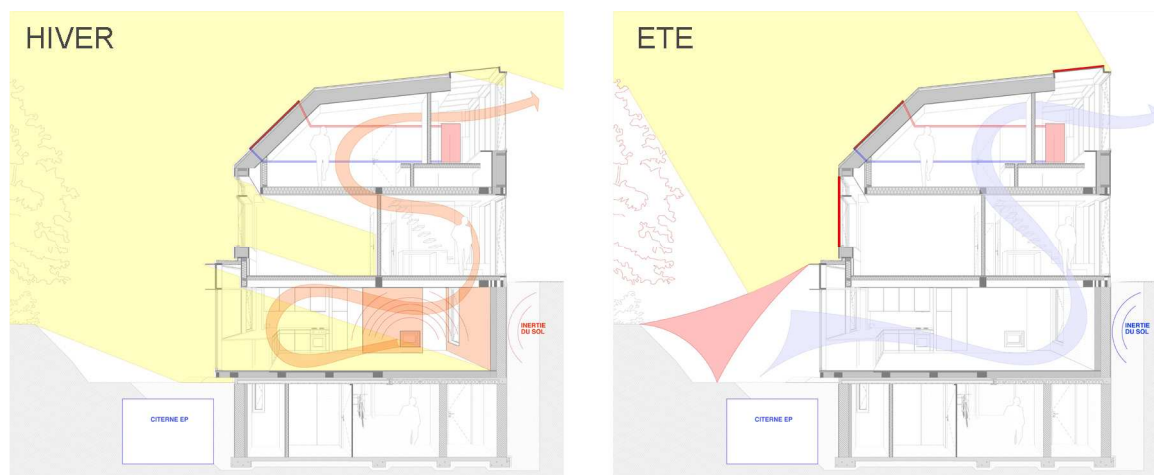 HIVER
INERTIE
DU SOL
CITERNE EP
ETE
INERTIE
DU SOL
CITERNE EP